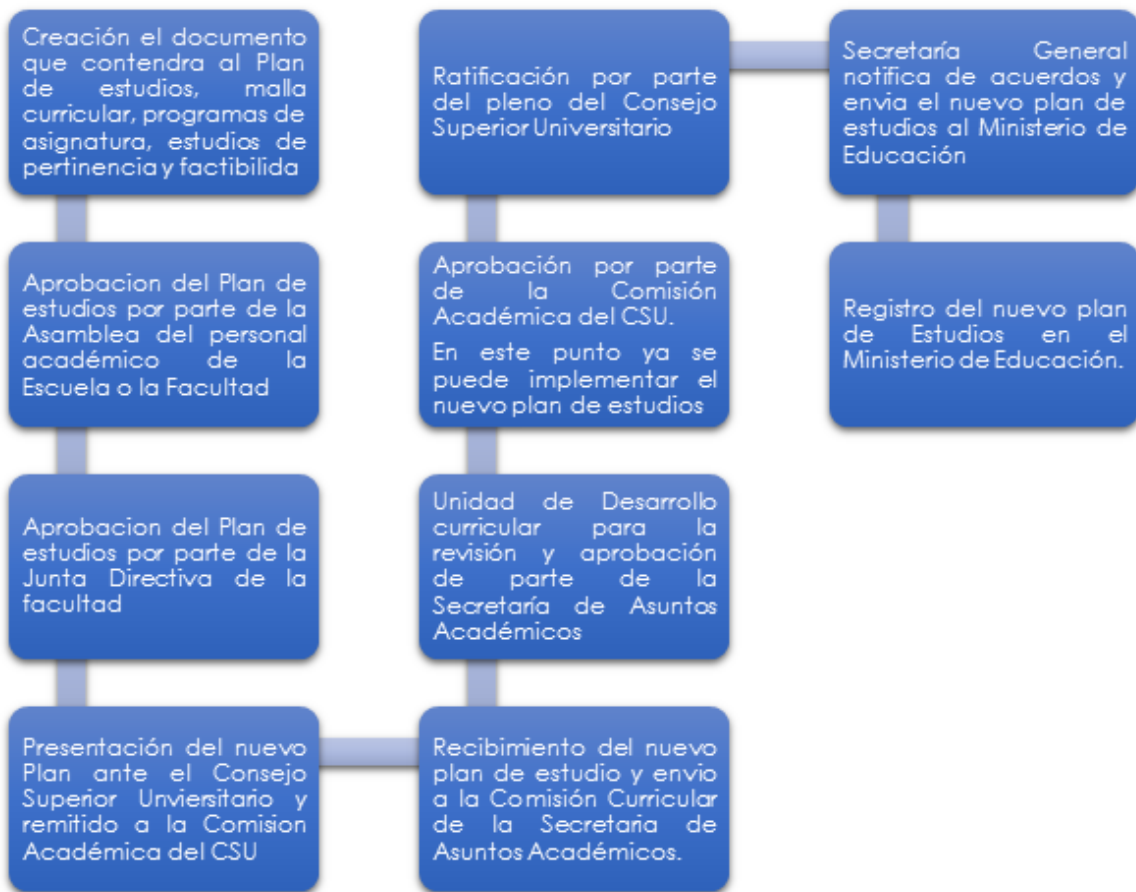 Creación el documento
que contendra al Plan
de estudios, malla
curricular, programas de
asignatura, estudios de
pertinencia y factibilida
Aprobacion del Plan de
estudios por parte de la
Asamblea del personal
académico de la
Escuela o la Facultad
Aprobacion del Plan de
estudios por parte de la
Junta Directiva de la
facultad
Presentación del nuevo
Plan ante el Consejo
Superior Unviersitario y
remitido a la Comision
Académica del CSU
Recibimiento del nuevo
plan de estudio y envio
a la Comisión Curricular
de la Secretaria de
Asuntos Académicos.
Unidad de Desarrollo
curricular para la
revisión y aprobación
de parte de la
Secretaría de Asuntos
Académicos
Aprobación por parte
de la Comisión
Académica del CSU.
En este punto ya se
puede implementar el
nuevo plan de estudios
Ratificación por parte
del pleno del Consejo
Superior Universitario
Secretaría General
notifica de acuerdos y
envia el nuevo plan de
estudios al Ministerio de
Educación
Registro del nuevo plan
de Estudios en el
Ministerio de Educación.